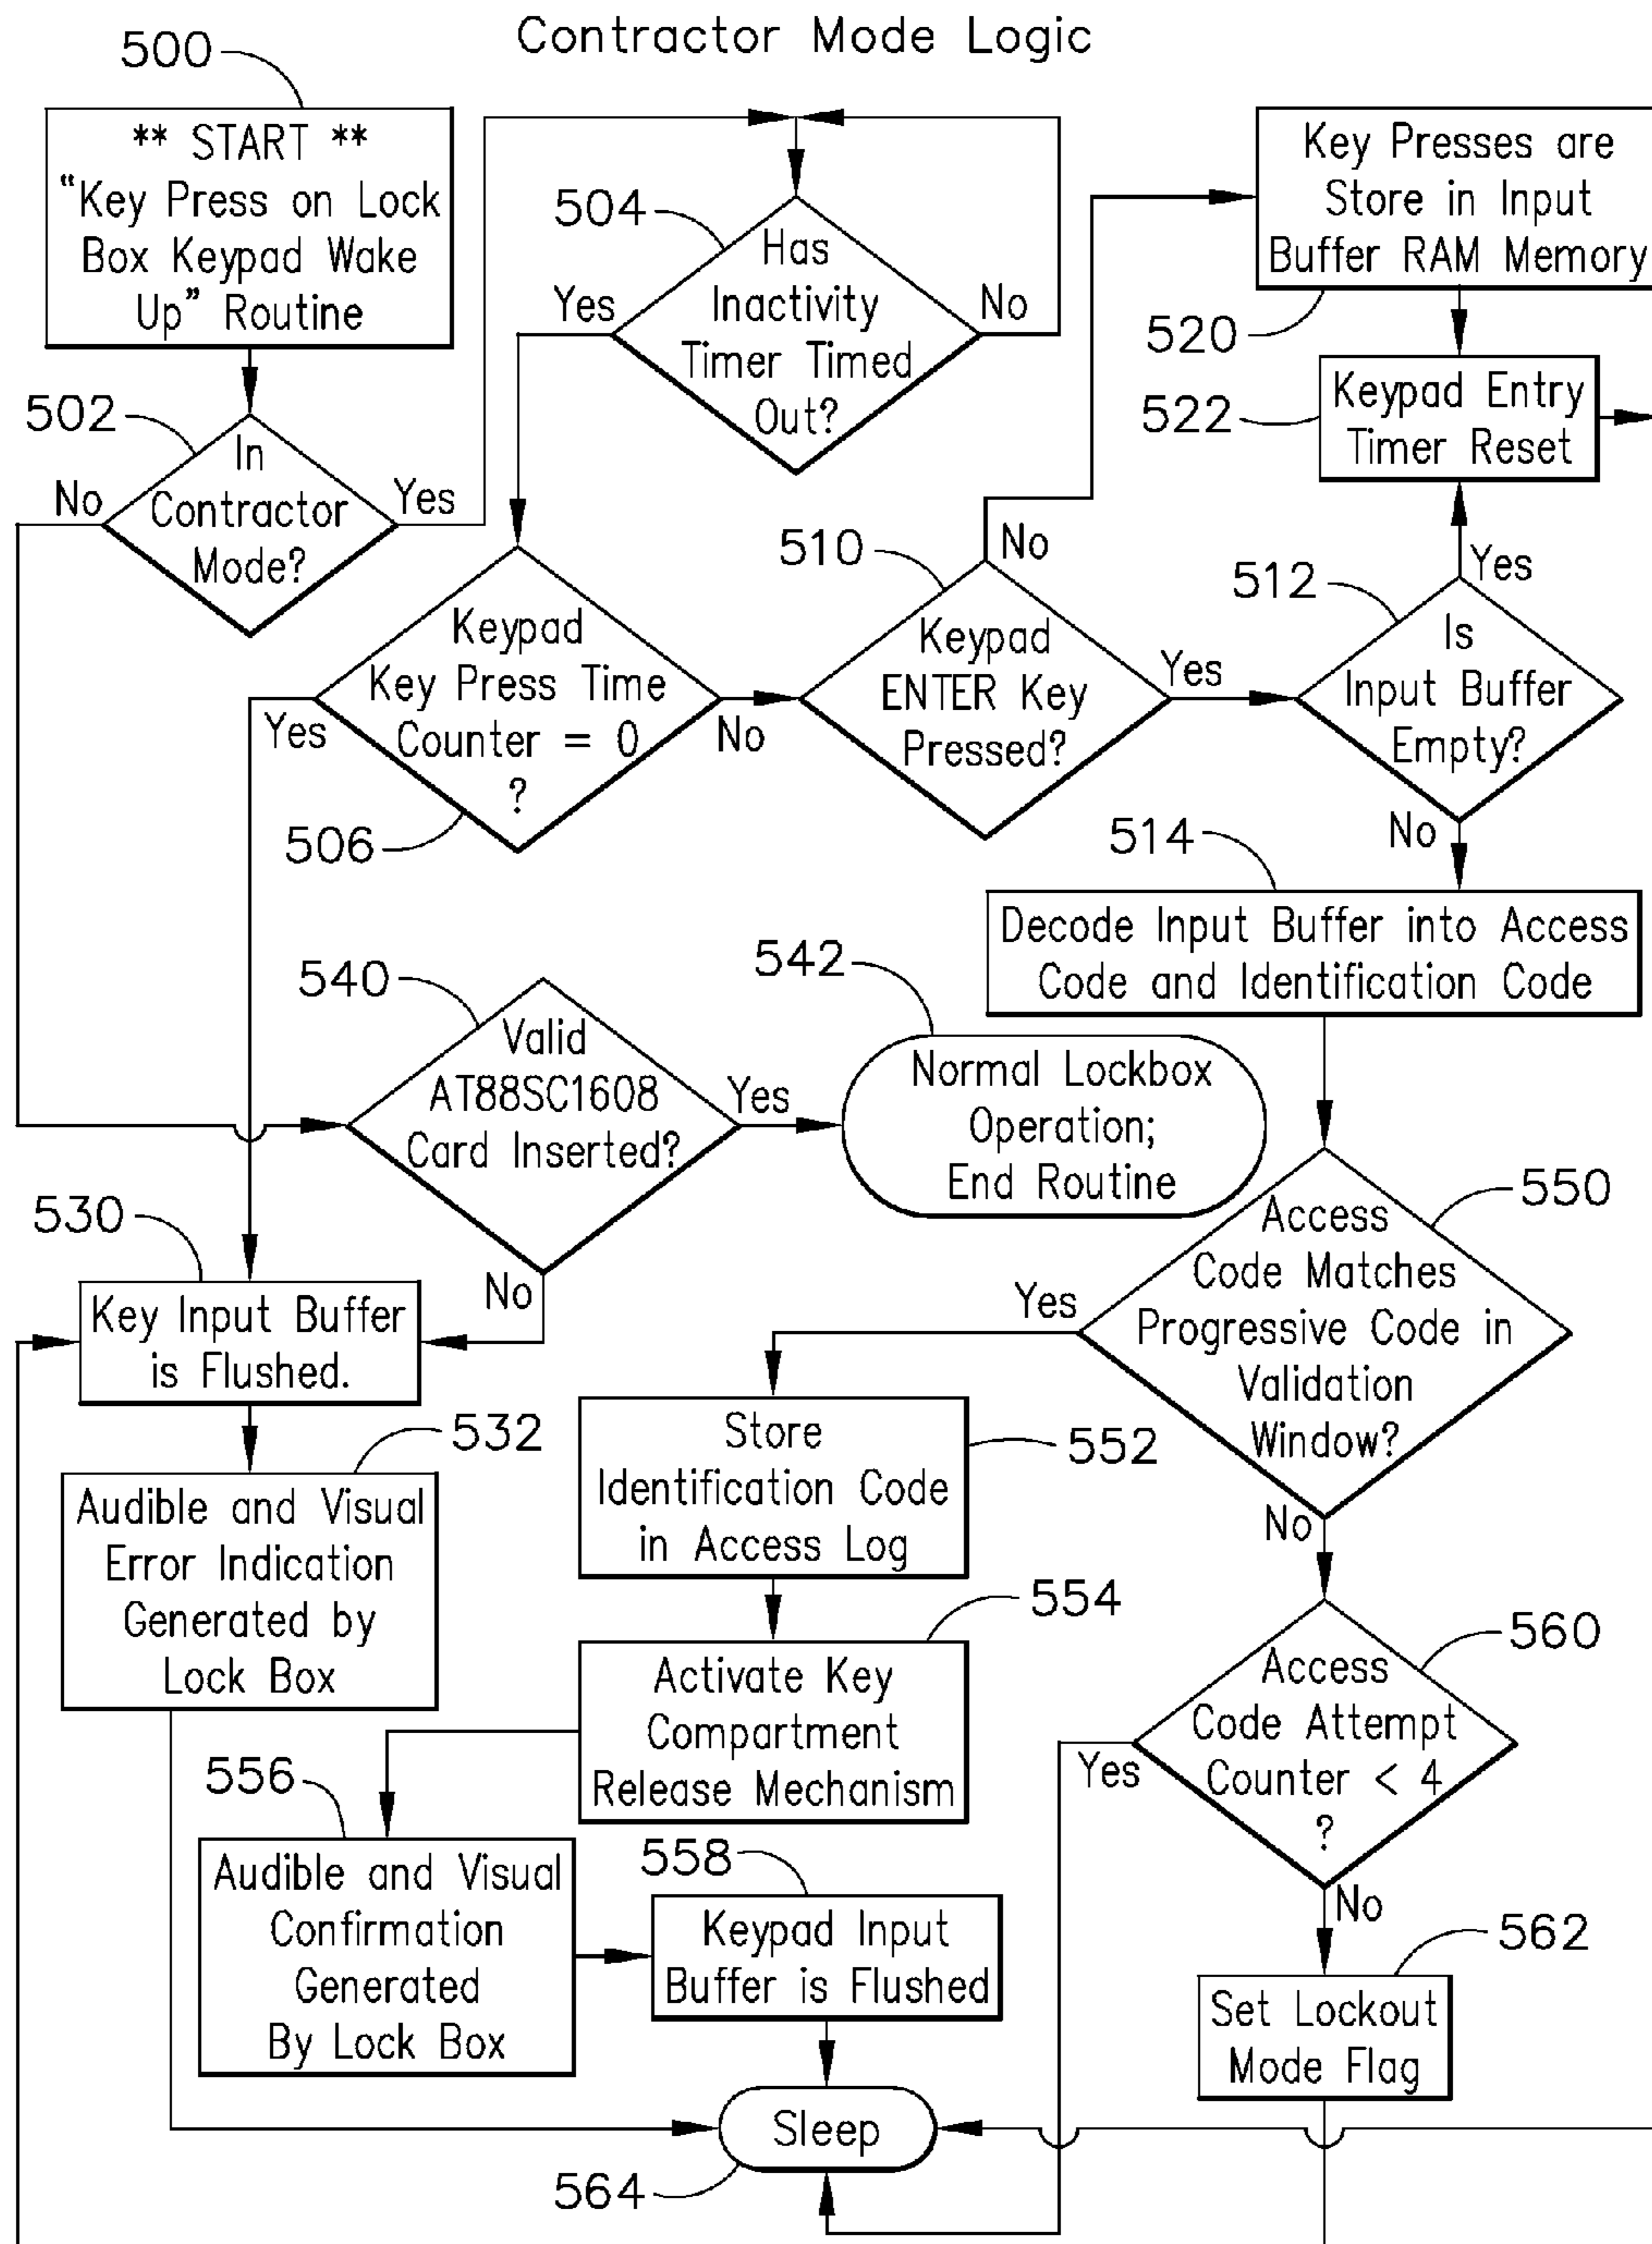 Contractor Mode Logic
500
** START **
“Key Press on Lock
Box Keypad Wake
Up” Routine
502
In
Contractor
Mode?
No
Yes
504
Has
Inactivity
Timer Timed
Out?
Yes
No
Key Presses are
Store in Input
Buffer RAM Memory
520
522
Keypad Entry
Timer Reset
Keypad
Key Press Time
Counter = 0
?
Yes
No
506
510
No
Keypad
ENTER Key
Pressed?
Yes
512
Yes
Is
Input Buffer
Empty?
No
514
Decode Input Buffer into Access
Code and Identification Code
540
Valid
AT88SC1608
Card Inserted?
Yes
No
542
Normal Lockbox
Operation;
End Routine
550
Access
Code Matches
Progressive Code in
Validation
Window?
Yes
No
530
Key Input Buffer
is Flushed.
532
Audible and Visual
Error Indication
Generated by
Lock Box
552
Store
Identification Code
in Access Log
554
Activate Key
Compartment
Release Mechanism
560
Access
Code Attempt
Counter < 4
?
Yes
No
556
Audible and Visual
Confirmation
Generated
By Lock Box
558
Keypad Input
Buffer is Flushed
562
Set Lockout
Mode Flag
Sleep
564